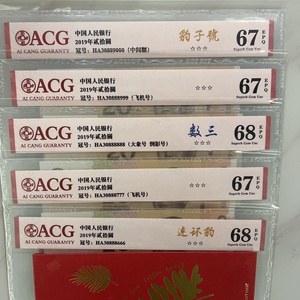 ACG
AI CANG GUARANTY
中国人民银行
2019年贰拾圆
豹子號
67 EPQ
Superb Gem Unc
ACG
AI CANG GUARANTY
中国人民银行
2019年贰拾圆
冠号: HA30888999 (飞机号)
☆☆☆
67 EPQ
Superb Gem Unc
ACG
AI CANG GUARANTY
中国人民银行
2019年贰拾圆
冠号: HA30888888 (大象号 倒影号)
数三
☆☆☆
68 EPQ
Superb Gem Unc
ACG
AI CANG GUARANTY
中国人民银行
2019年贰拾圆
冠号: HA30888777 (飞机号)
☆☆☆
67 EPQ
Superb Gem Unc
ACG
AI CANG GUARANTY
中国人民银行
2019年贰拾圆
冠号: HA30888666
连环豹
☆☆☆
68 EPQ
Superb Gem Unc